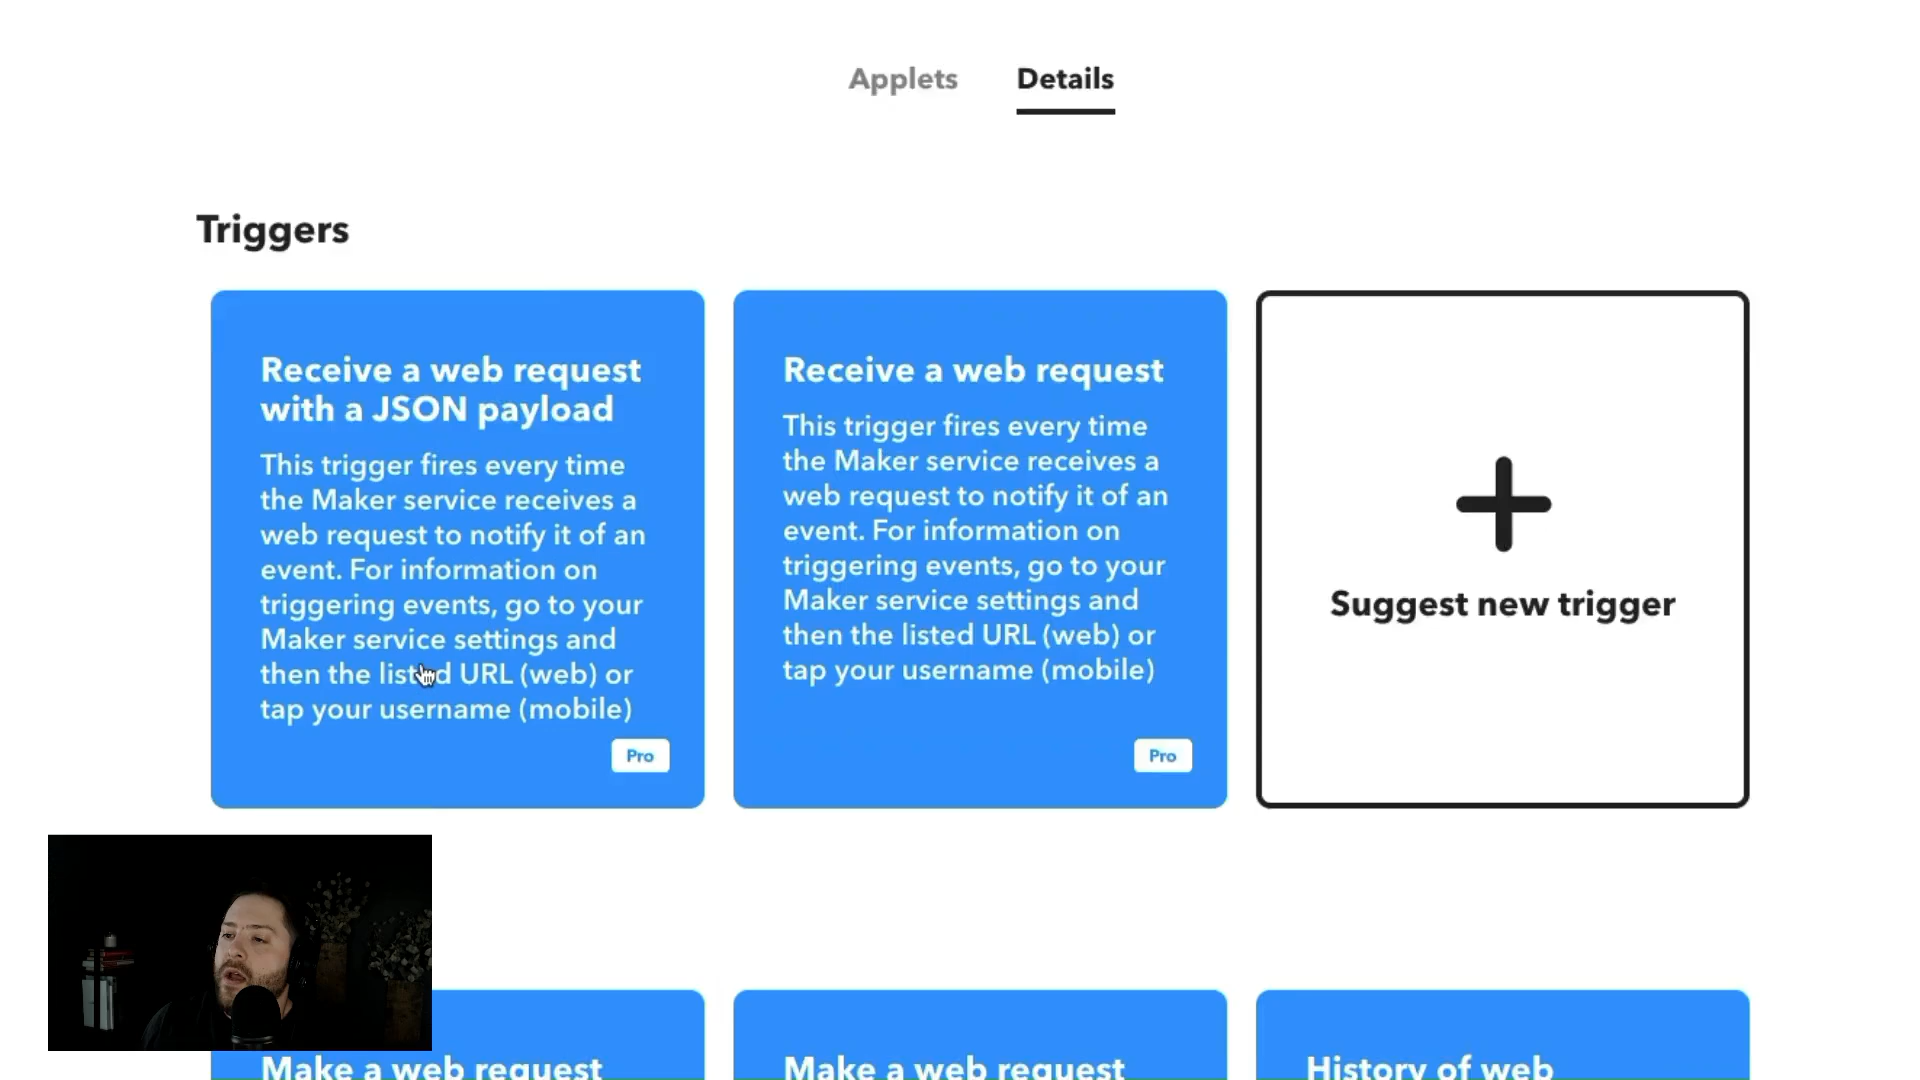 Applets
Details
Triggers
Receive a web request
with a JSON payload
This trigger fires every time
the Maker service receives a
web request to notify it of an
event. For information on
triggering events, go to your
Maker service settings and
then the listed URL (web) or
tap your username (mobile)
Pro
Receive a web request
This trigger fires every time
the Maker service receives a
web request to notify it of an
event. For information on
triggering events, go to your
Maker service settings and
then the listed URL (web) or
tap your username (mobile)
Pro
Suggest new trigger
Make a web request
Make a web request
History of web